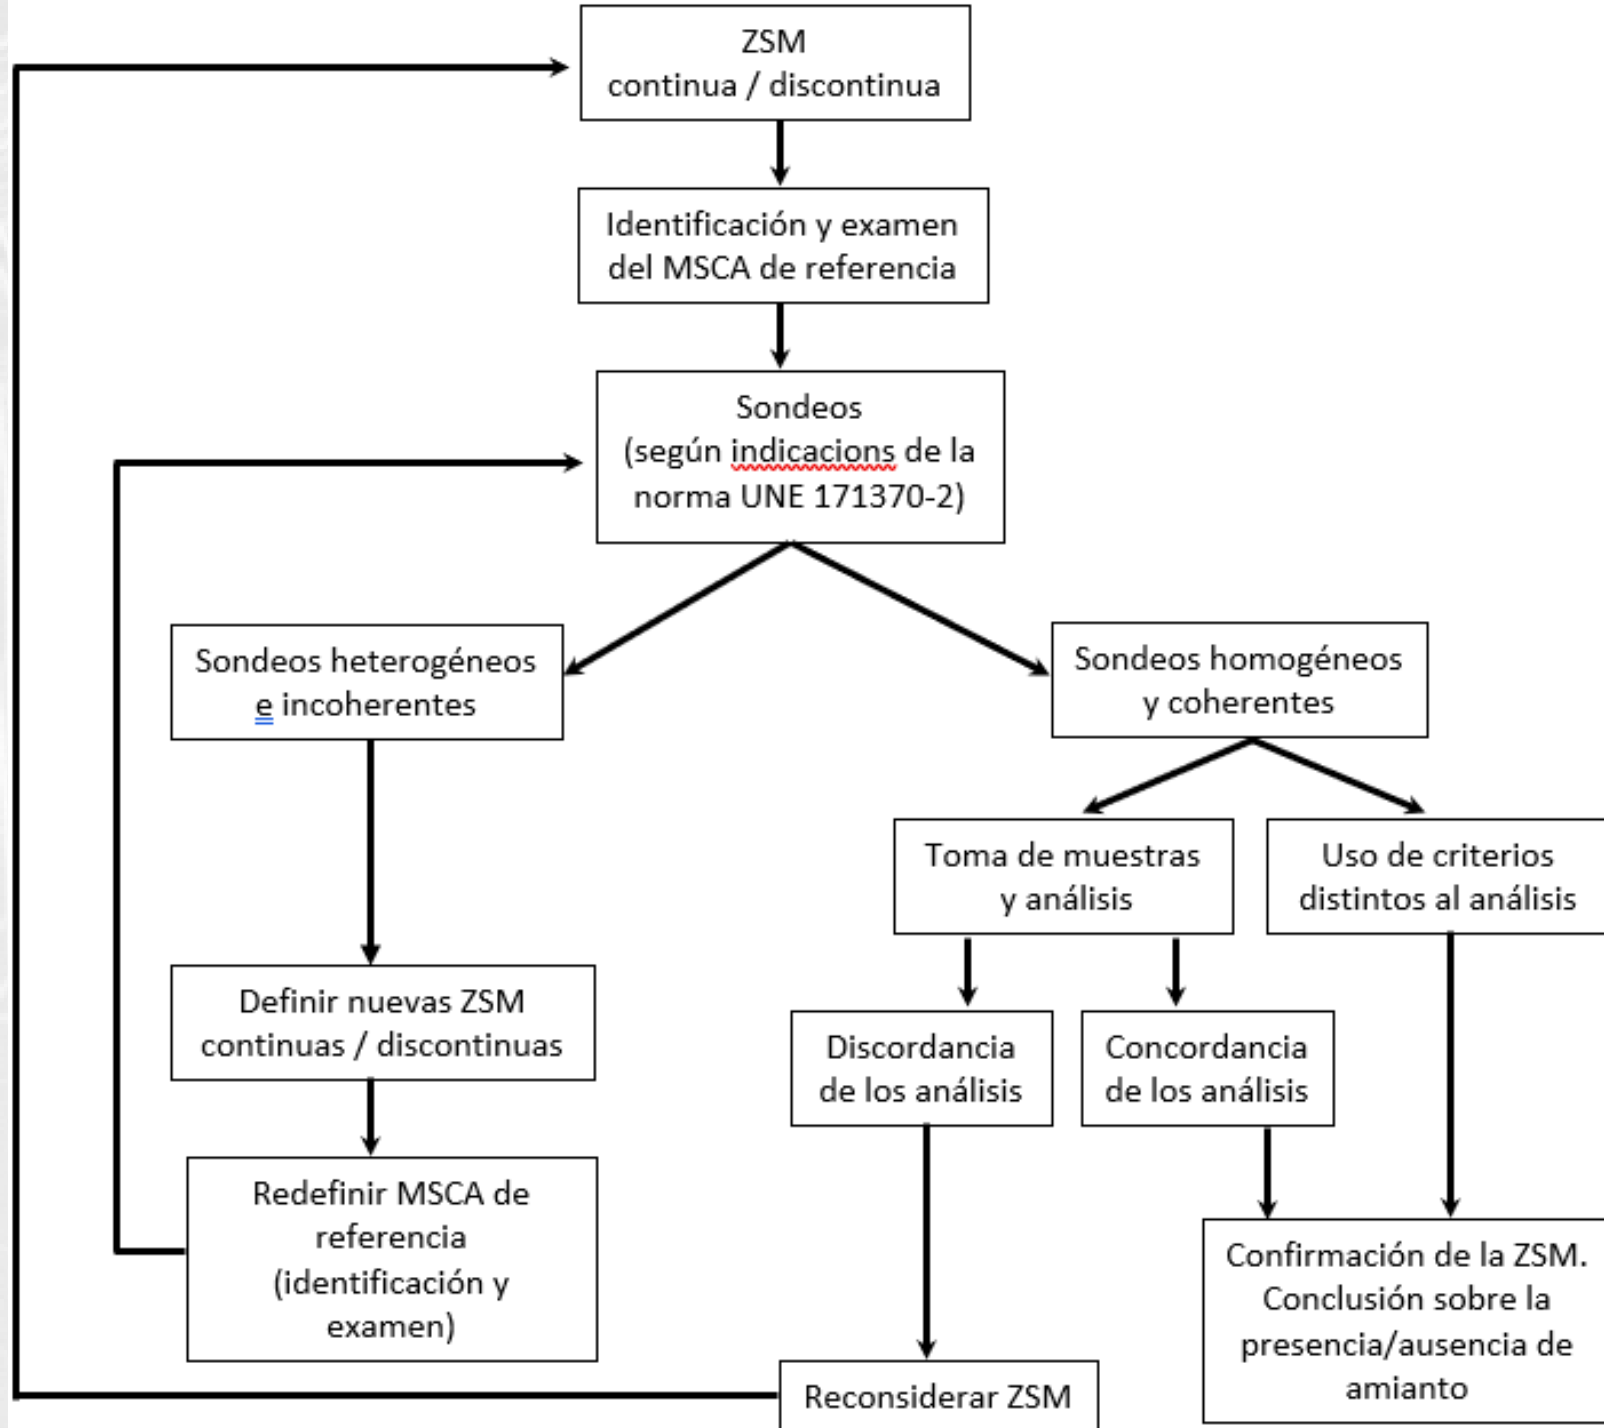 ZSM
continua / discontinua
Identificación y examen
del MSCA de referencia
Sondeos
(según indicacions de la
norma UNE 171370-2)
Sondeos heterogéneos
e incoherentes
Sondeos homogéneos
y coherentes
Toma de muestras
y análisis
Uso de criterios
distintos al análisis
Definir nuevas ZSM
continuas / discontinuas
Discordancia
de los análisis
Concordancia
de los análisis
Redefinir MSCA de
referencia
(identificación y
examen)
Confirmación de la ZSM.
Conclusión sobre la
presencia/ausencia de
amianto
Reconsiderar ZSM